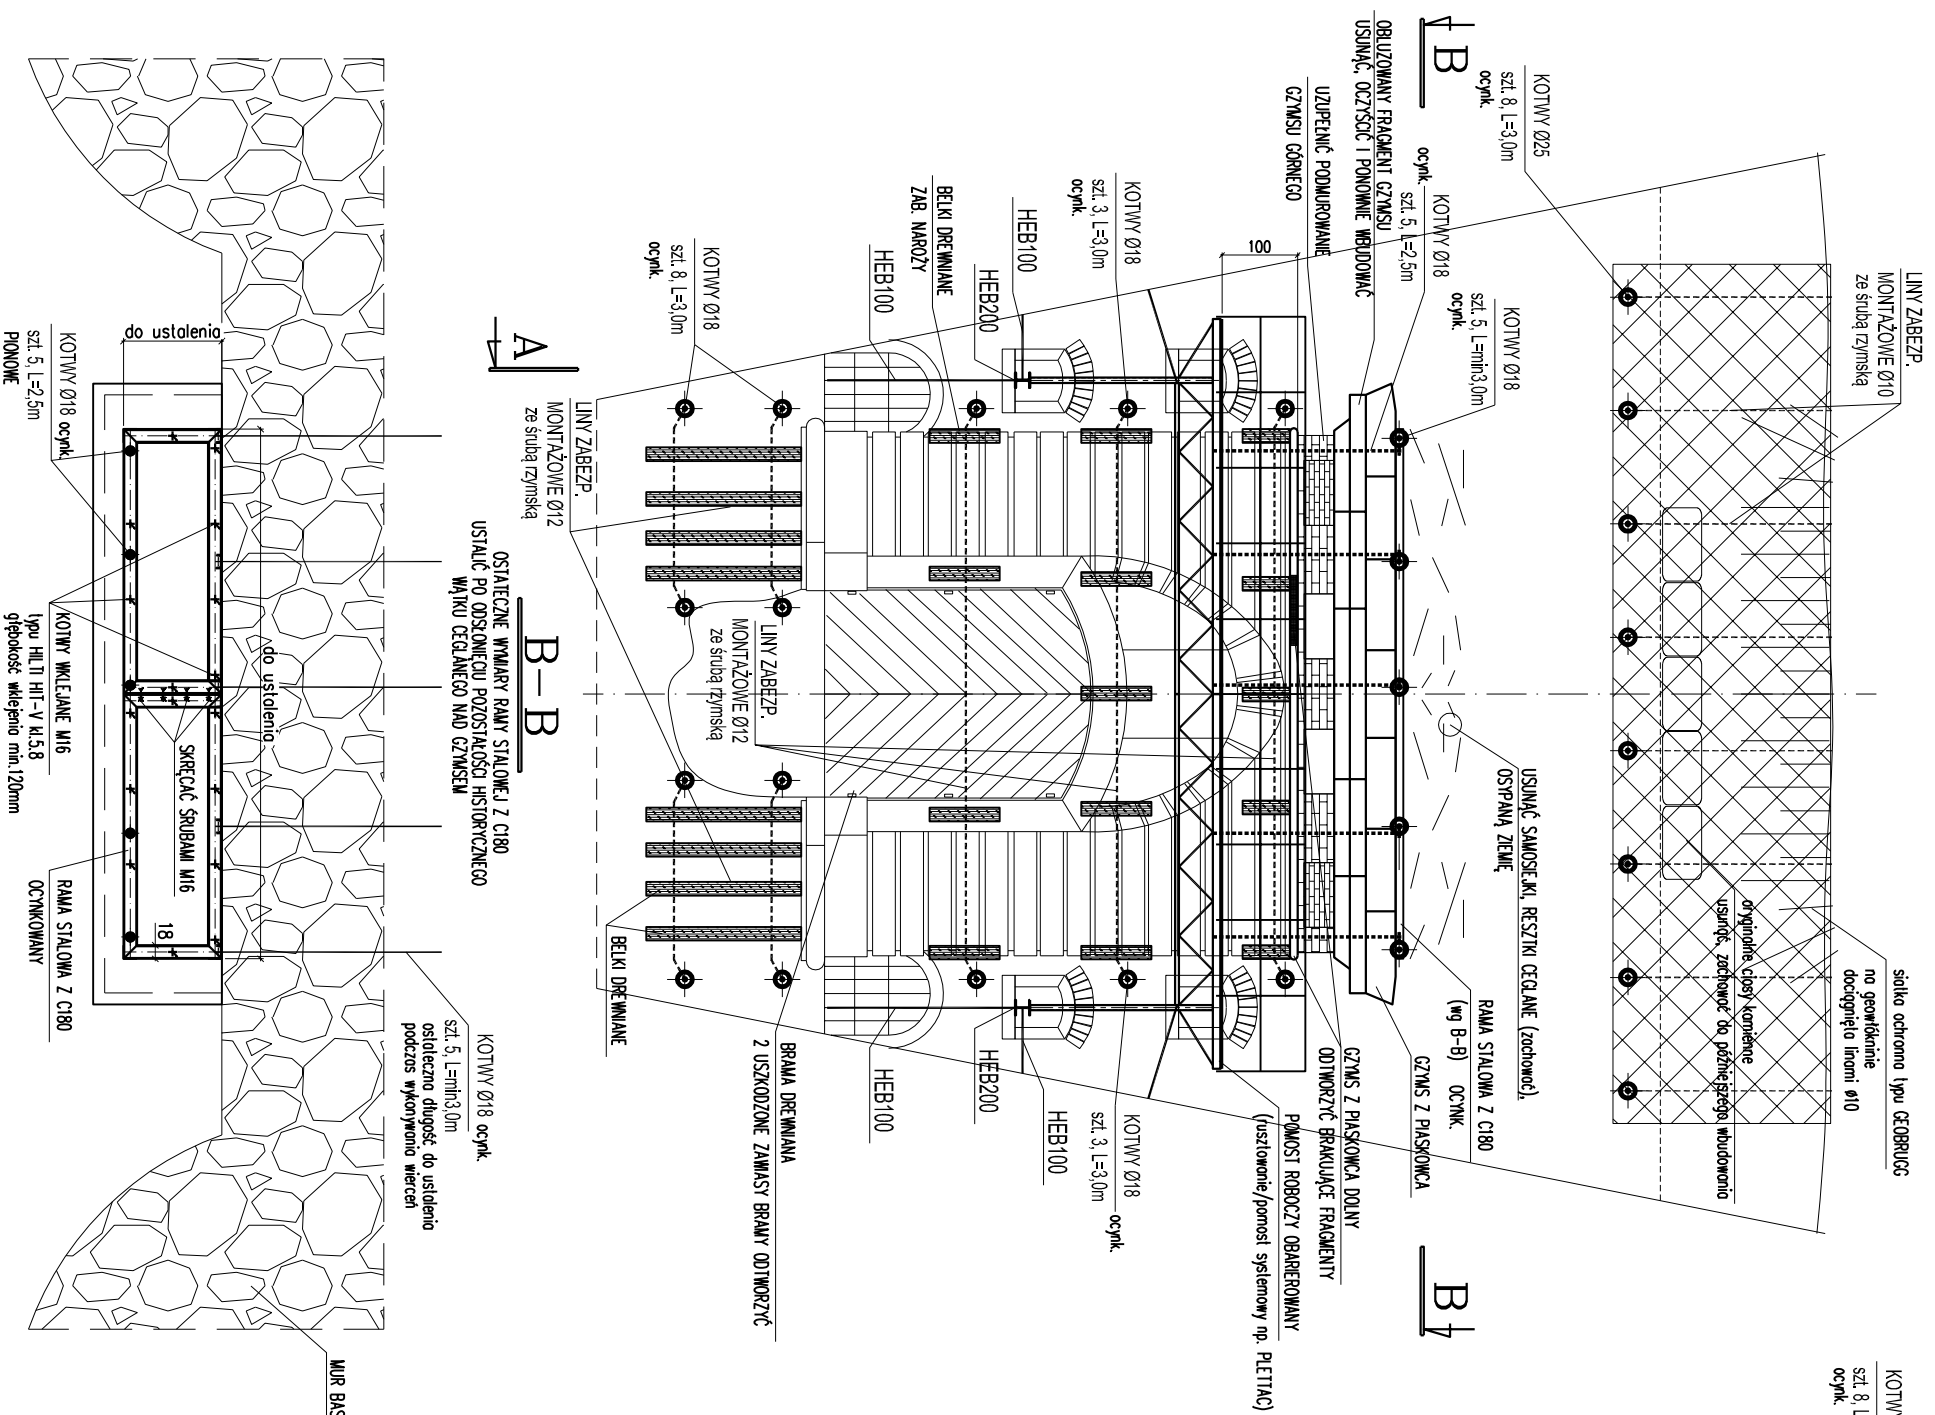 LINY ZABEZP.
MONTAŻOWE Ø10
ze śrubą rzymską
siatka ochronna typu GEOBRUGG
na geowłókninie
dociągnięta linami ø10
oryginalne ciosy kamienne
usunąć, zachować do późniejszego wbudowania
KOTWY Ø25
szt. 8, L=3,0m
ocynk.
szt. 8, L
ocynk.
B
B
KOTWY Ø18
szt. 5, L=min3,0m
ocynk.
KOTWY Ø18
szt. 5, L=2,5m
ocynk.
OBLUZOWANY FRAGMENT GZYMSU
USUNĄĆ, OCZYŚCIĆ I PONOWNIE WBUDOWAĆ
UZUPEŁNIĆ PODMUROWANIE
GZYMSU GÓRNEGO
100
USUNĄĆ SAMOSIEJKI, RESZTKI CEGLANE (zachować),
OSYPANĄ ZIEMIĘ
RAMA STALOWA Z C180
(wg B-B) OCYNK.
GZYMS Z PIASKOWCA
GZYMS Z PIASKOWCA DOLNY
ODTWORZYĆ BRAKUJĄCE FRAGMENTY
POMOST ROBOCZY OBARIEROWANY
(rusztowanie/pomost systemowy np. PLETTAC)
KOTWY Ø18
szt. 3, L=3,0m
ocynk.
KOTWY Ø18
szt. 3, L=3,0m
ocynk.
HEB100
HEB200
HEB100
HEB100
HEB200
HEB100
BELKI DREWNIANE
ZAB. NAROŻY
KOTWY Ø18
szt. 8, L=3,0m
ocynk.
LINY ZABEZP.
MONTAŻOWE Ø12
ze śrubą rzymską
BRAMA DREWNIANA
2 USZKODZONE ZAWIASY BRAMY ODTWORZYĆ
LINY ZABEZP.
MONTAŻOWE Ø12
ze śrubą rzymską
BELKI DREWNIANE
A
B—B
OSTATECZNE WYMIARY RAMY STALOWEJ Z C180
USTALIĆ PO ODSŁONIĘCIU POZOSTAŁOŚCI HISTORYCZNEGO
WĄTKU CEGLANEGO NAD GZYMSEM
KOTWY Ø18 ocynk.
szt. 5, L=min3,0m
ostateczna długość do ustalenia
podczas wykonywania wierceń
do ustalenia
do ustalenia
18
SKRĘCAĆ ŚRUBAMI M16
KOTWY Ø18 ocynk.
szt. 5, L=2,5m
PIONOWE
KOTWY WKLEJANE M16
typu HILTI HIT-V kl.5.8
głębokość wklejenia min.120mm
RAMA STALOWA Z C180
OCYNKOWANY